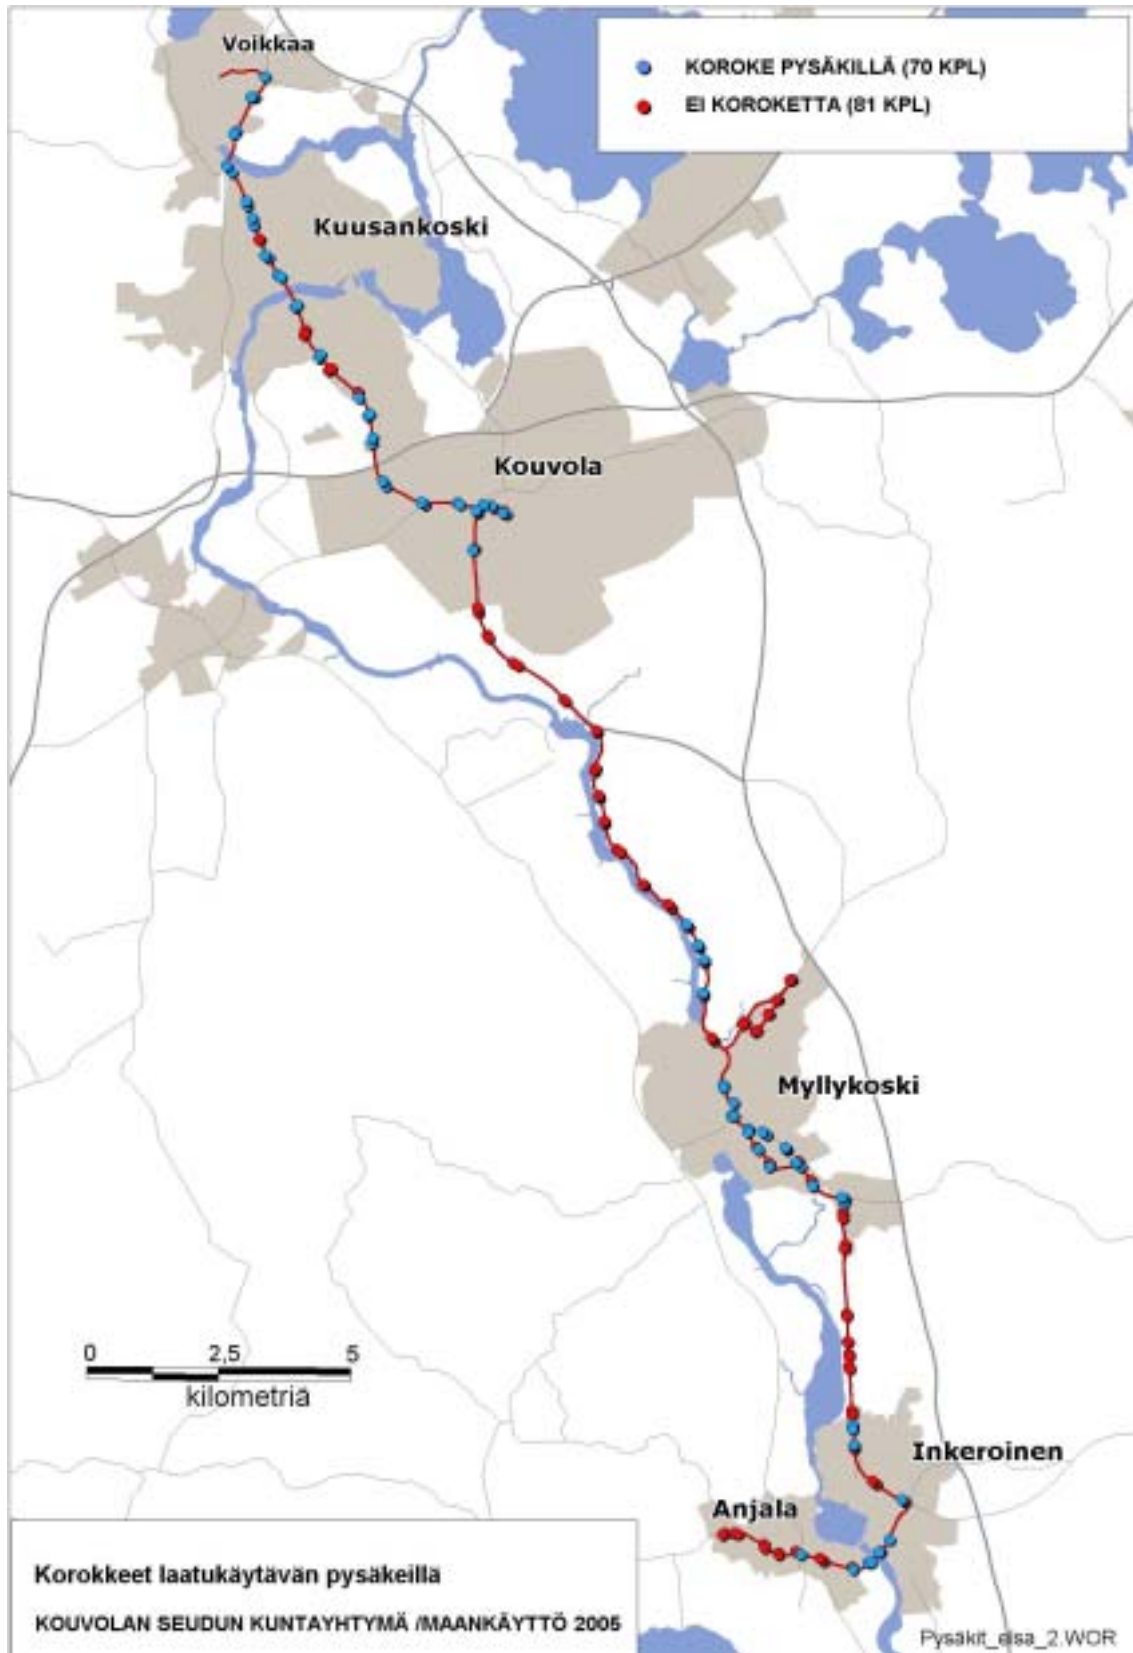 Voikkaa
KOROKE PYSÄKILLÄ (70 KPL)
EI KOROKETTA (81 KPL)
Kuusankoski
Kouvola
Myllykoski
0 2,5 5
kilometriä
Inkeroinen
Anjala
Korokkeet laatukäytävän pysäkeillä
KOUVOLAN SEUDUN KUNTAYHTYMÄ /MAANKÄYTTÖ 2005
Pysäkit_elsa_2.WOR